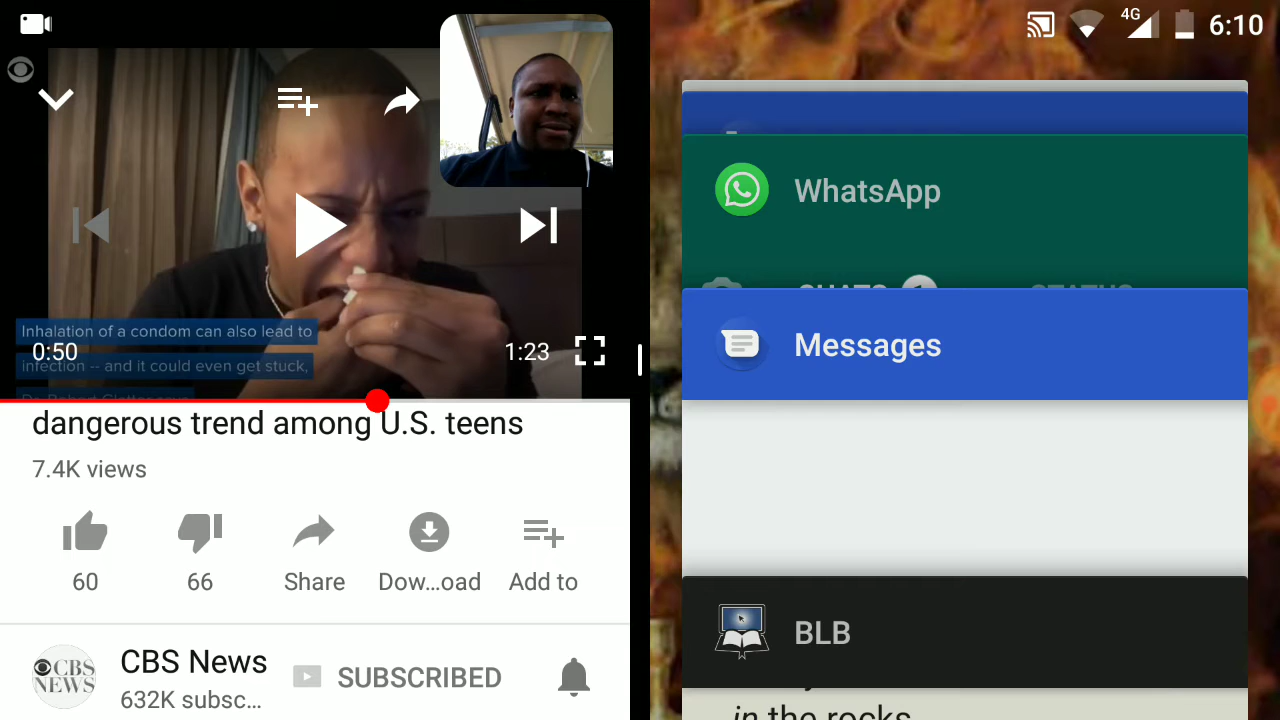 Inhalation of a condom can also lead to
0:50
1:23
infection -- and it could even get stuck,
dangerous trend among U.S. teens
7.4K views
60
66
Share
Dow...oad
Add to
CBS NEWS
CBS News
632K subsc...
SUBSCRIBED
4G
6:10
WhatsApp
CHATS
STATUS
Messages
BLB
in the rocks